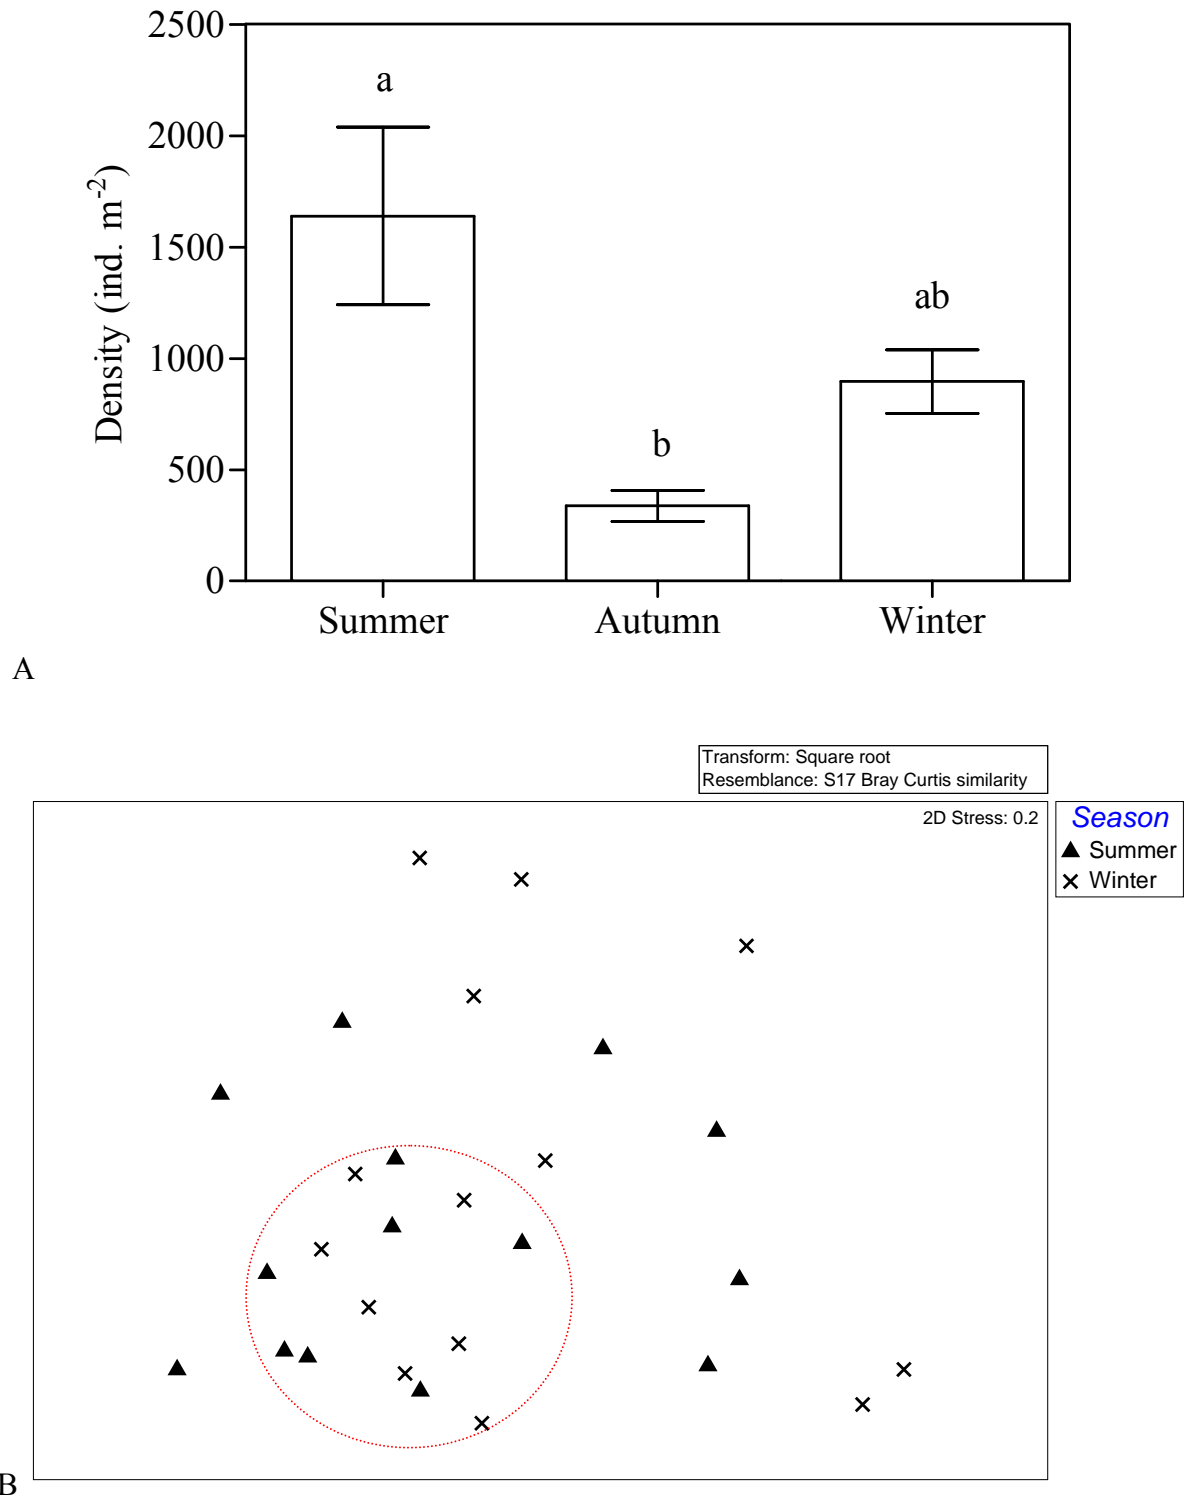 2500
2000
1500
1000
500
0
Density (ind. m-2)
a
b
ab
Summer Autumn Winter
A
Transform: Square root
Resemblance: S17 Bray Curtis similarity
2D Stress: 0.2
Season
Summer
Winter
B